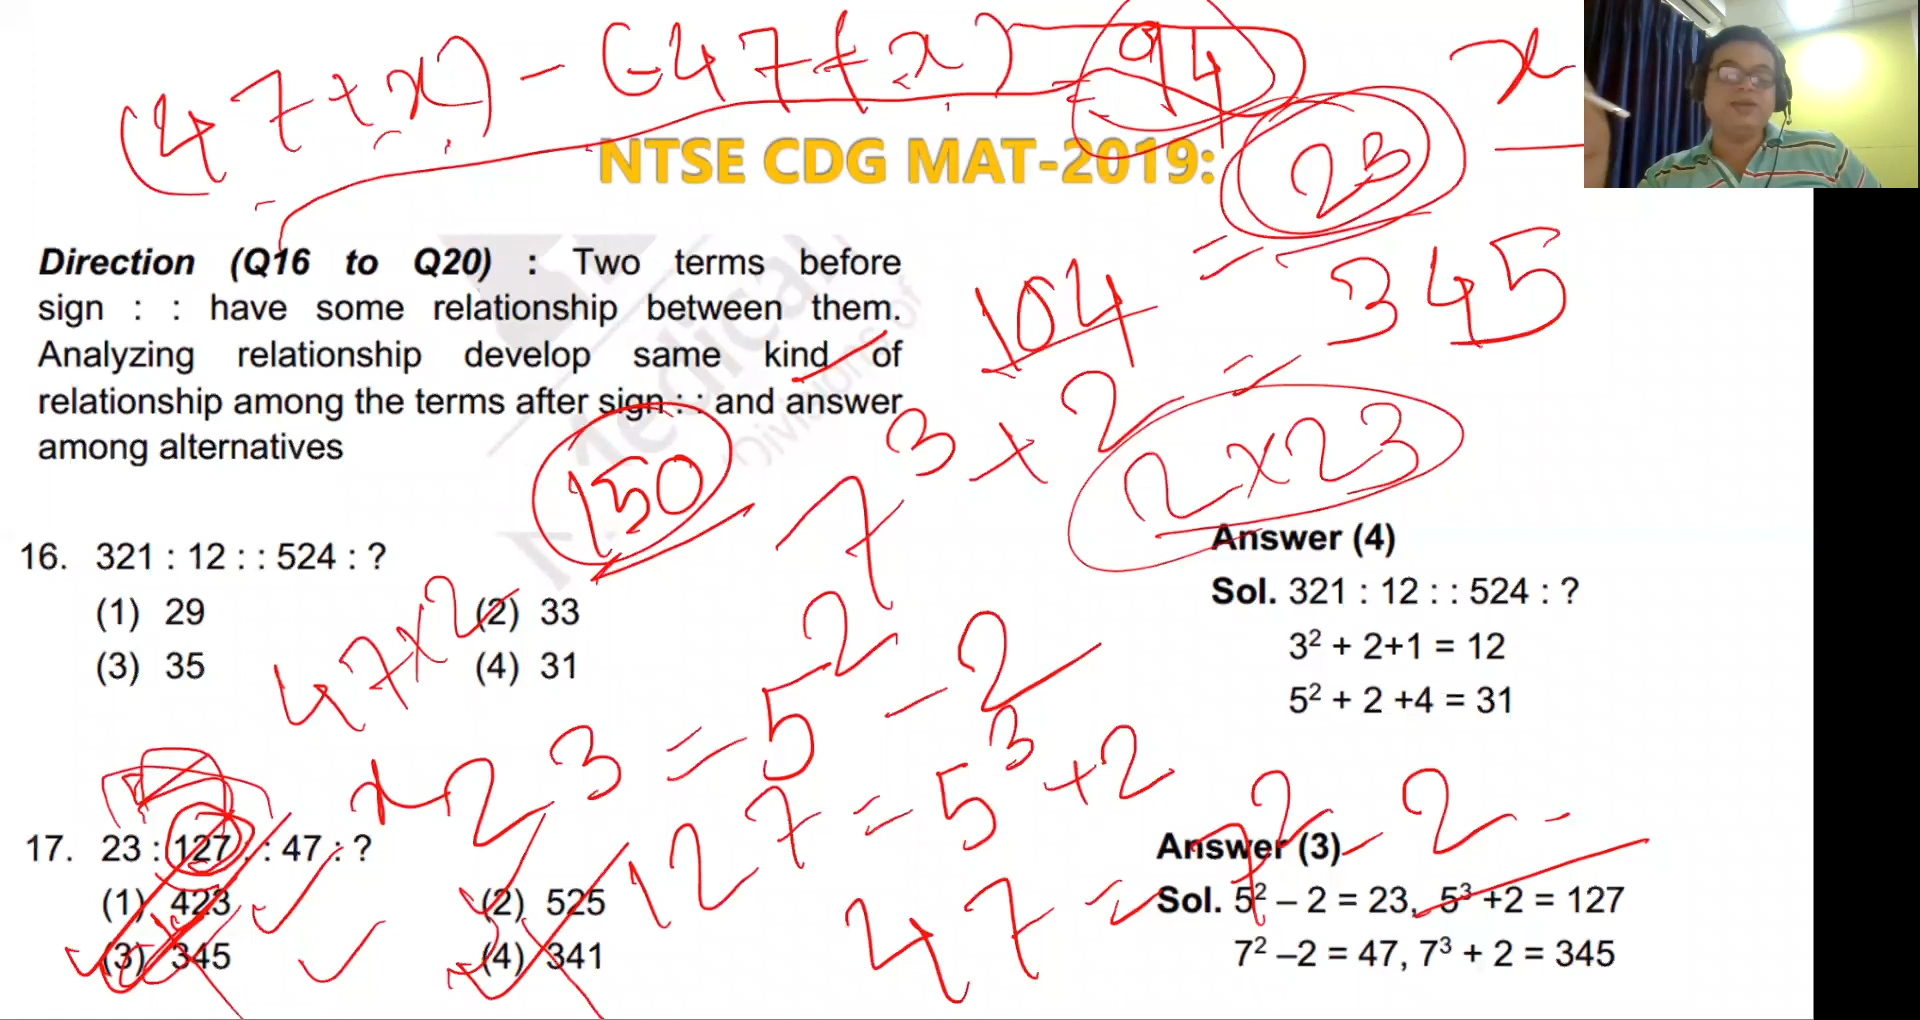 (47+x) - (-47+x) = 94
x
NTSE CDG MAT-2019:
23
Direction (Q16 to Q20) : Two terms before
sign : : have some relationship between them.
Analyzing relationship develop same kind of
relationship among the terms after sign : : and answer
among alternatives
104 = 345
150
7³ × 2 =
2×23
16. 321 : 12 : : 524 : ?
(1) 29 (2) 33
(3) 35 (4) 31
47×2
Answer (4)
Sol. 321 : 12 : : 524 : ?
3² + 2+1 = 12
5² + 2 +4 = 31
23 = 5² - 2
127 = 5³ + 2
47 = 7² - 2
17. 23 : 127 : : 47 : ?
(1) 423 (2) 525
(3) 345 (4) 341
Answer (3)
Sol. 5² – 2 = 23, 5³ +2 = 127
7² –2 = 47, 7³ + 2 = 345